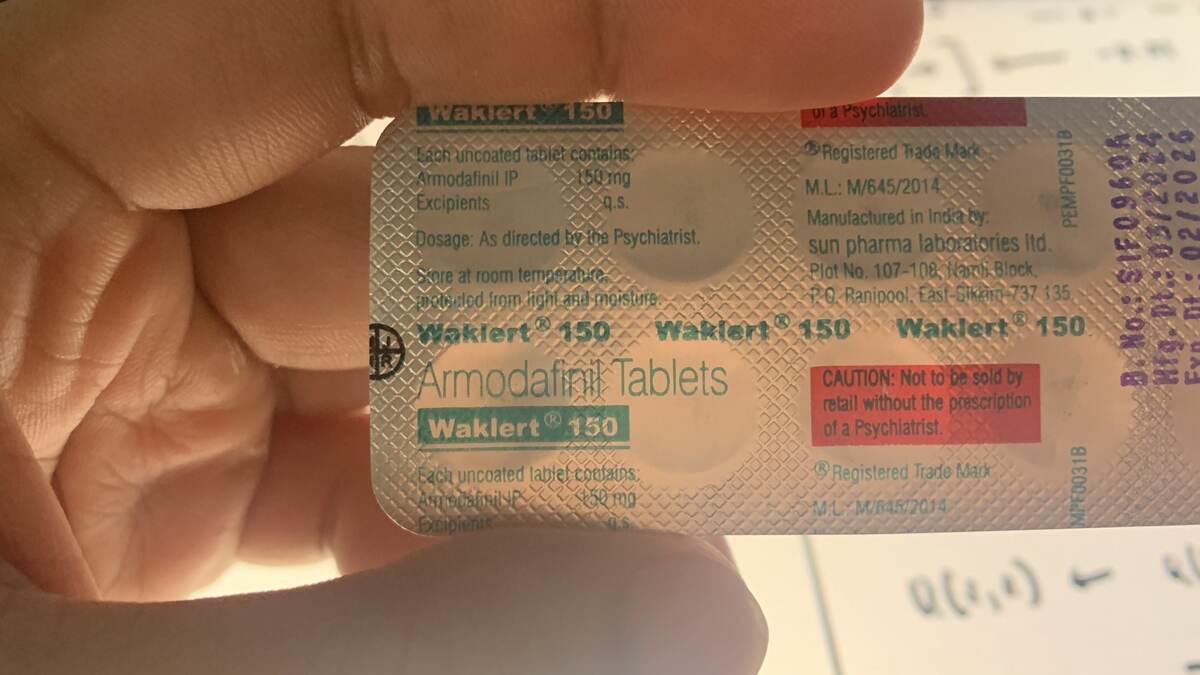 Waklert® 150
of a Psychiatrist.
Each uncoated tablet contains:
Armodafinil IP 150 mg
Excipients q.s.
Dosage: As directed by the Psychiatrist.
Store at room temperature,
protected from light and moisture.
® Registered Trade Mark
M.L.: M/645/2014
Manufactured in India by:
sun pharma laboratories ltd.
Plot No. 107-108, Namli Block,
P.O. Ranipool, East-Sikkim-737 135.
PEMPF0031B
B. No.: SIF0960A
Mfg. Dt.: 03/2024
Exp. Dt.: 02/2026
Waklert® 150 Waklert® 150 Waklert® 150
Armodafinil Tablets
Waklert® 150
CAUTION: Not to be sold by
retail without the prescription
of a Psychiatrist.
Each uncoated tablet contains:
Armodafinil IP 150 mg
Excipients q.s.
® Registered Trade Mark
M.L.: M/645/2014
MPF0031B